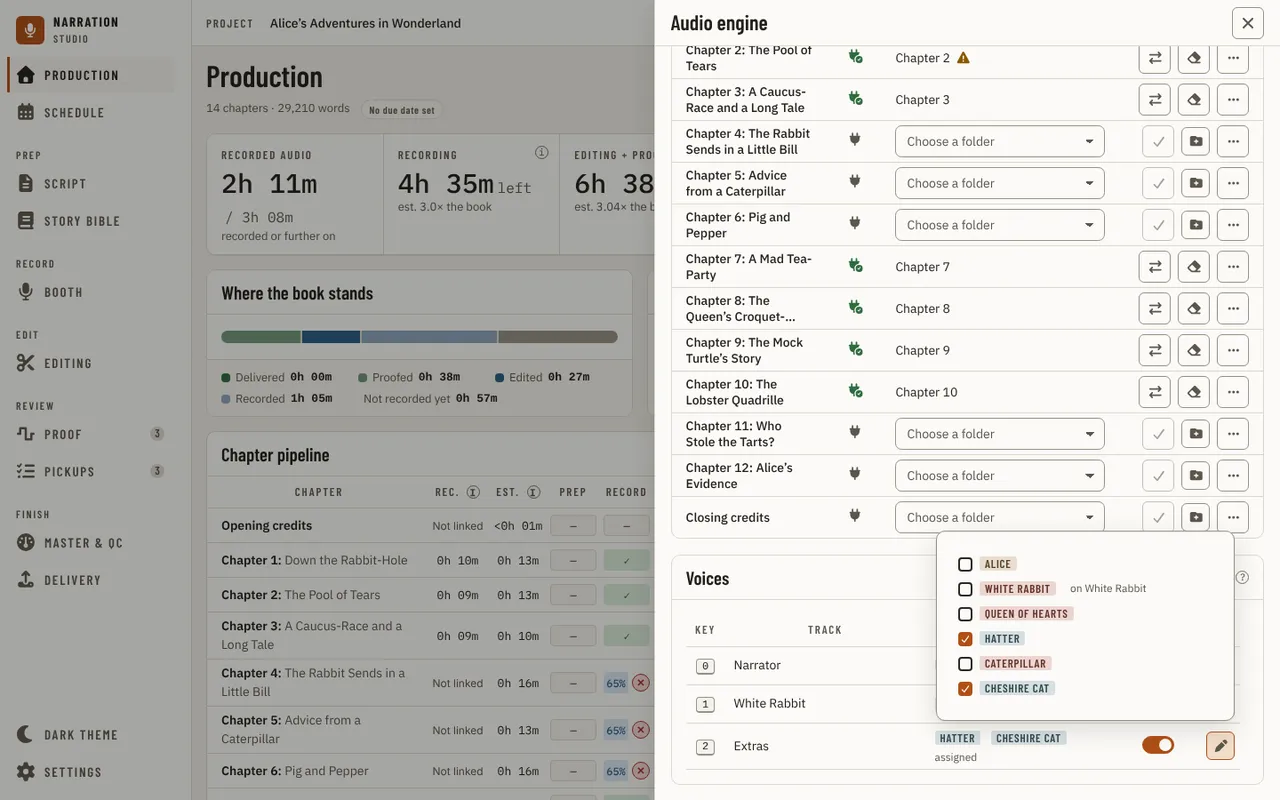 NARRATION
STUDIO
PRODUCTION
SCHEDULE
PREP
SCRIPT
STORY BIBLE
RECORD
BOOTH
EDIT
EDITING
REVIEW
PROOF 3
PICKUPS 3
FINISH
MASTER & QC
DELIVERY
DARK THEME
SETTINGS
PROJECT Alice's Adventures in Wonderland
Production
14 chapters · 29,210 words No due date set
RECORDED AUDIO
2h 11m
/ 3h 08m
recorded or further on
RECORDING
4h 35m left
est. 3.0× the book
EDITING + PRO
6h 38
est. 3.04× the b
Where the book stands
Delivered 0h 00m Proofed 0h 38m Edited 0h 27m
Recorded 1h 05m Not recorded yet 0h 57m
Chapter pipeline
CHAPTER REC. EST. PREP RECORD
Opening credits Not linked <0h 01m – –
Chapter 1: Down the Rabbit-Hole 0h 10m 0h 13m – ✓
Chapter 2: The Pool of Tears 0h 09m 0h 13m – ✓
Chapter 3: A Caucus-Race and a
Long Tale 0h 09m 0h 10m – ✓
Chapter 4: The Rabbit Sends in a
Little Bill Not linked 0h 16m – 65%
Chapter 5: Advice from a
Caterpillar Not linked 0h 13m – 65%
Chapter 6: Pig and Pepper Not linked 0h 16m – 65%
Audio engine
Chapter 2: The Pool of
Tears Chapter 2
Chapter 3: A Caucus-
Race and a Long Tale Chapter 3
Chapter 4: The Rabbit
Sends in a Little Bill Choose a folder
Chapter 5: Advice
from a Caterpillar Choose a folder
Chapter 6: Pig and
Pepper Choose a folder
Chapter 7: A Mad Tea-
Party Chapter 7
Chapter 8: The
Queen's Croquet-... Chapter 8
Chapter 9: The Mock
Turtle's Story Chapter 9
Chapter 10: The
Lobster Quadrille Chapter 10
Chapter 11: Who
Stole the Tarts? Choose a folder
Chapter 12: Alice's
Evidence Choose a folder
Closing credits Choose a folder
ALICE
WHITE RABBIT on White Rabbit
QUEEN OF HEARTS
HATTER
CATERPILLAR
CHESHIRE CAT
Voices
KEY TRACK
0 Narrator
1 White Rabbit
2 Extras HATTER CHESHIRE CAT
assigned